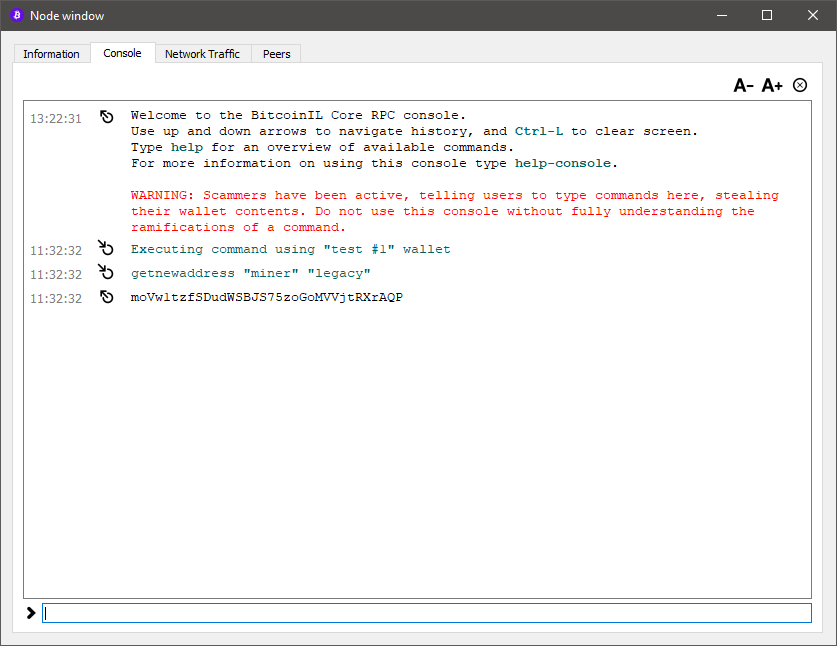 Node window
Information Console Network Traffic Peers
A- A+
13:22:31 Welcome to the BitcoinIL Core RPC console.
Use up and down arrows to navigate history, and Ctrl-L to clear screen.
Type help for an overview of available commands.
For more information on using this console type help-console.
WARNING: Scammers have been active, telling users to type commands here, stealing
their wallet contents. Do not use this console without fully understanding the
ramifications of a command.
11:32:32 Executing command using "test #1" wallet
11:32:32 getnewaddress "miner" "legacy"
11:32:32 moVw1tzfSDudWSBJS75zoGoMVVjtRXrAQP